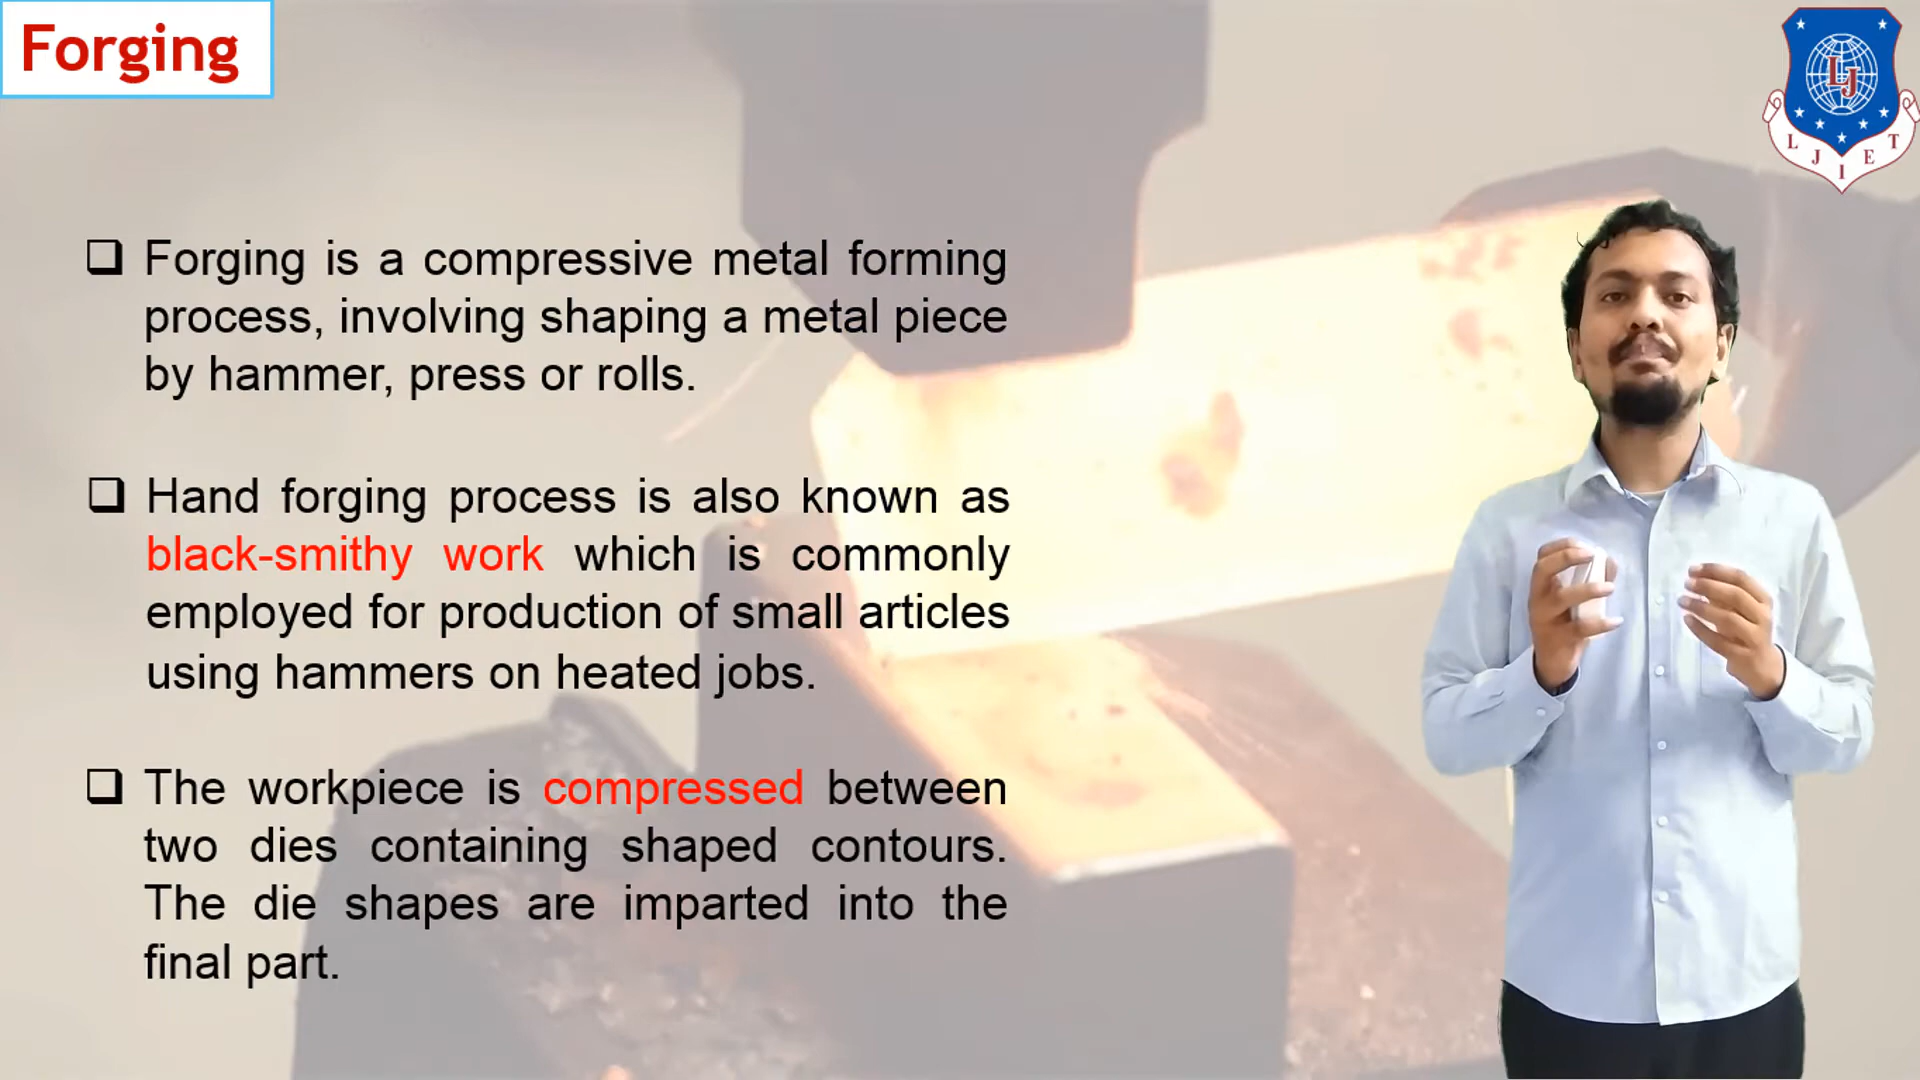 Forging
LJ
L J I E T
Forging is a compressive metal forming
process, involving shaping a metal piece
by hammer, press or rolls.
Hand forging process is also known as
black-smithy work which is commonly
employed for production of small articles
using hammers on heated jobs.
The workpiece is compressed between
two dies containing shaped contours.
The die shapes are imparted into the
final part.